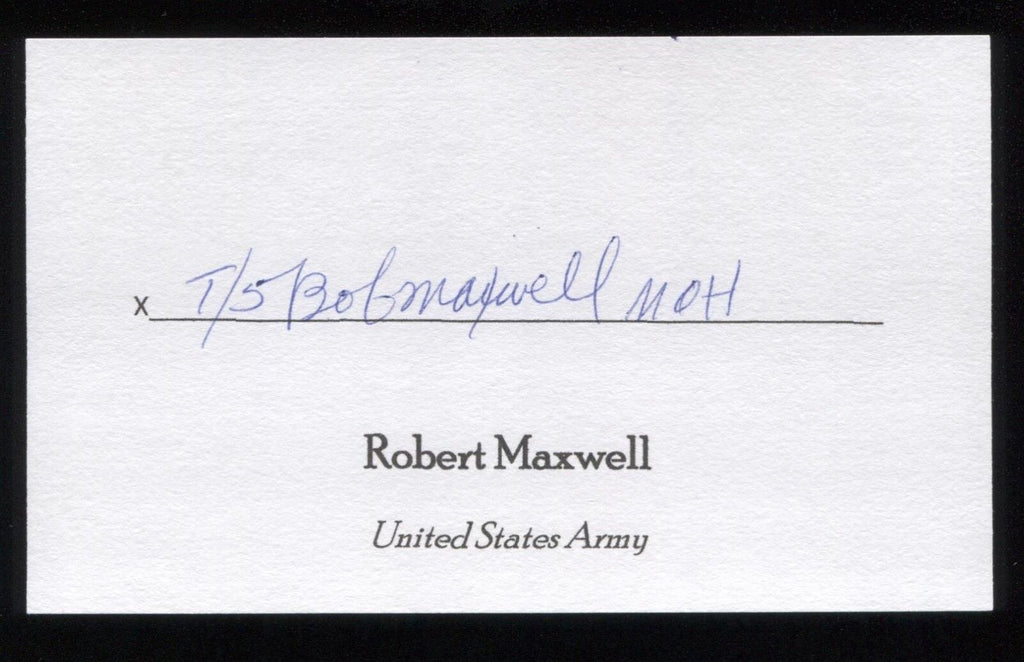 x T/5 Bob Maxwell MOH
Robert Maxwell
United States Army